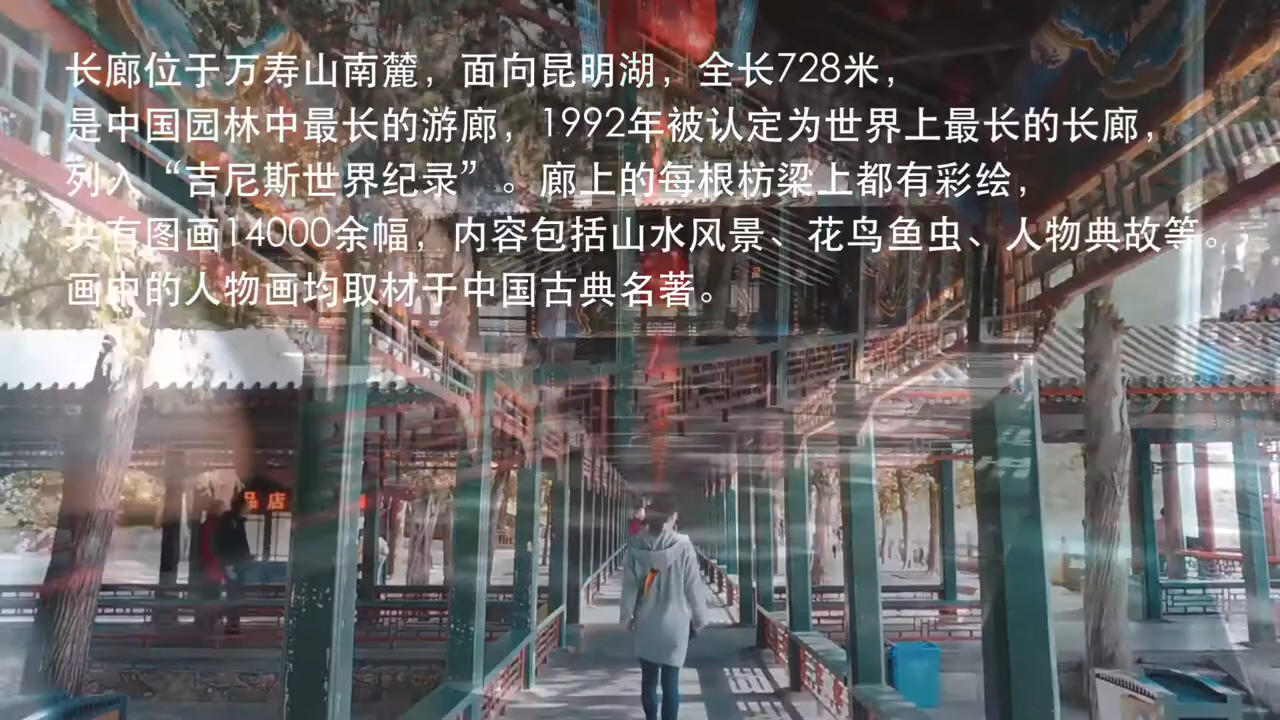 长廊位于万寿山南麓，面向昆明湖，全长728米，
是中国园林中最长的游廊，1992年被认定为世界上最长的长廊，
列入“吉尼斯世界纪录”。廊上的每根枋梁上都有彩绘，
共有图画14000余幅，内容包括山水风景、花鸟鱼虫、人物典故等。
画中的人物画均取材于中国古典名著。
品店